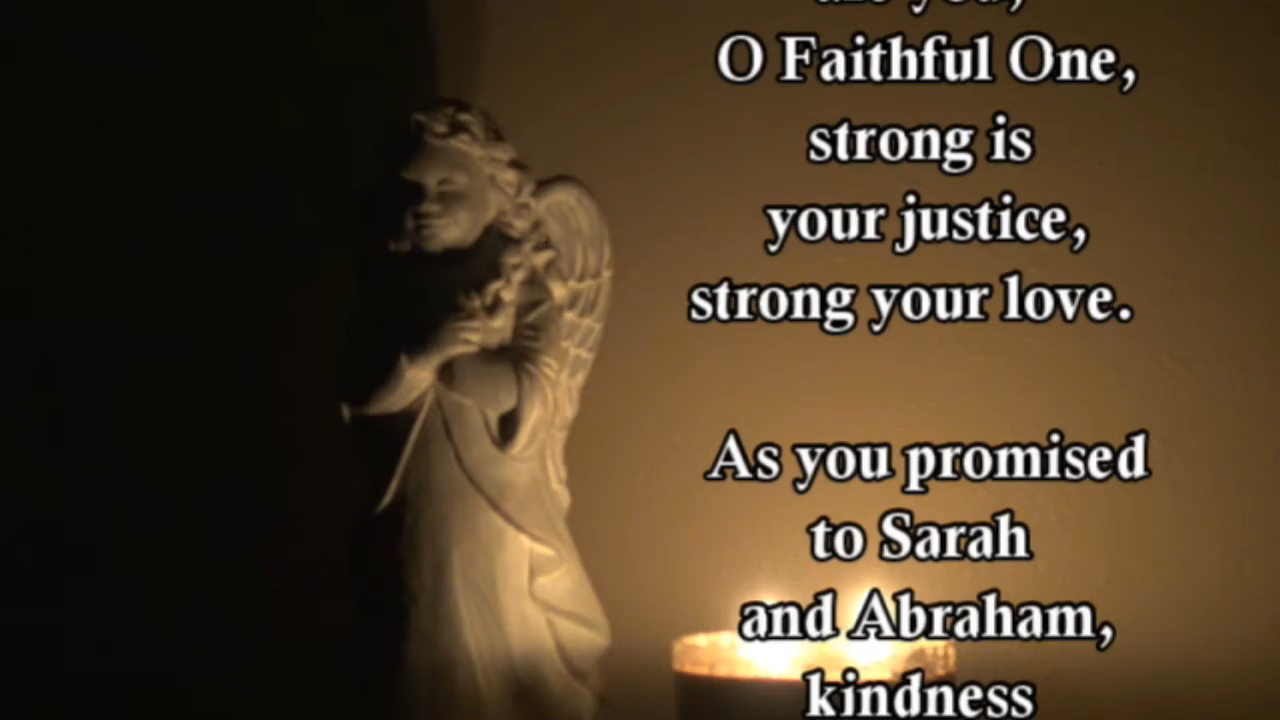 O Faithful One,
strong is
your justice,
strong your love.
As you promised
to Sarah
and Abraham,
kindness